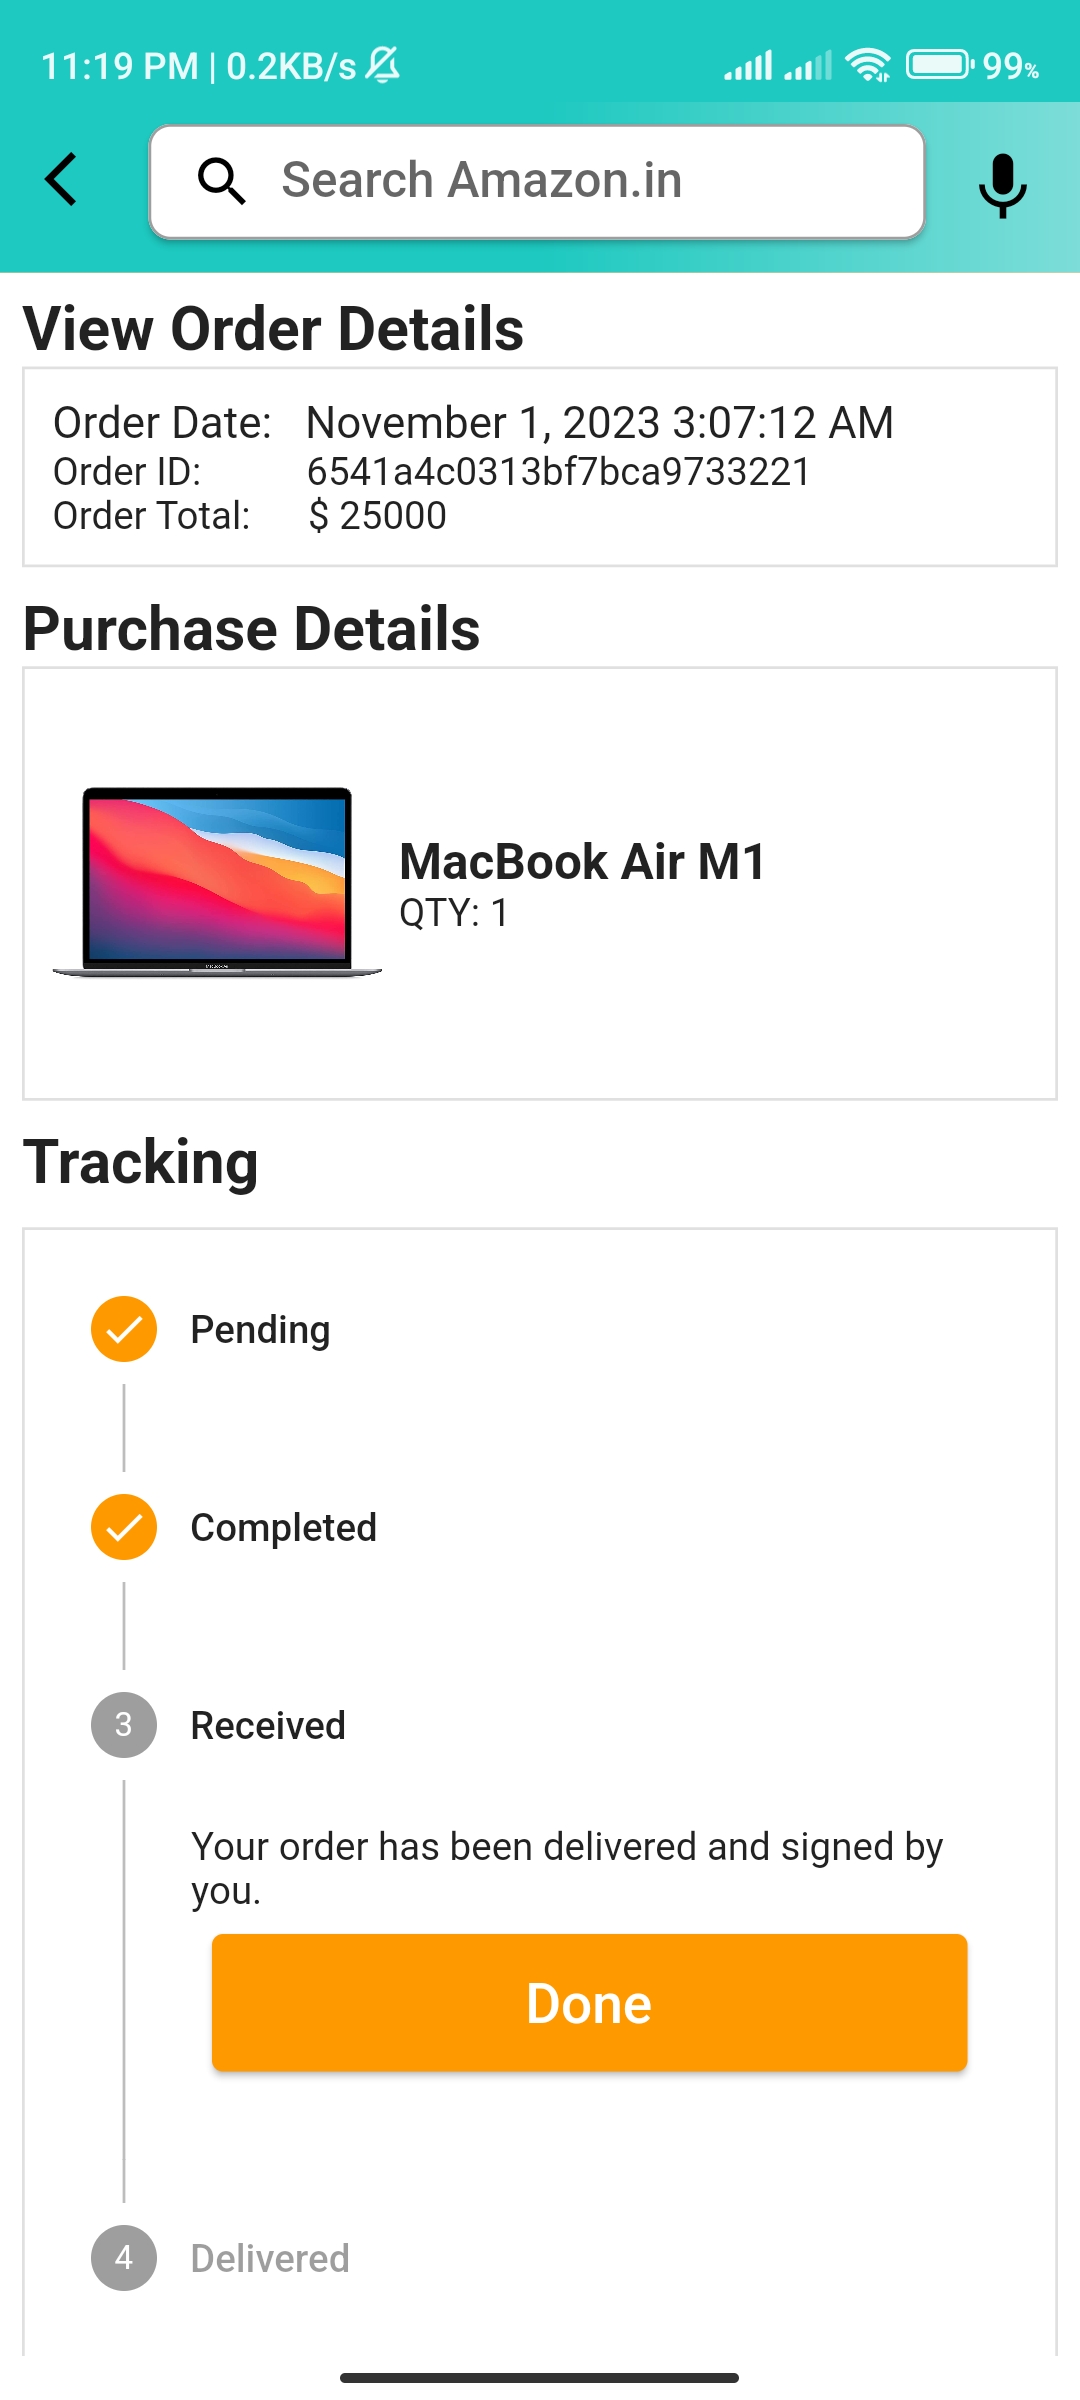 11:19 PM | 0.2KB/s 99%
Search Amazon.in
View Order Details
Order Date: November 1, 2023 3:07:12 AM
Order ID: 6541a4c0313bf7bca9733221
Order Total: $ 25000
Purchase Details
MacBook Air M1
QTY: 1
Tracking
Pending
Completed
3 Received
Your order has been delivered and signed by
you.
Done
4 Delivered